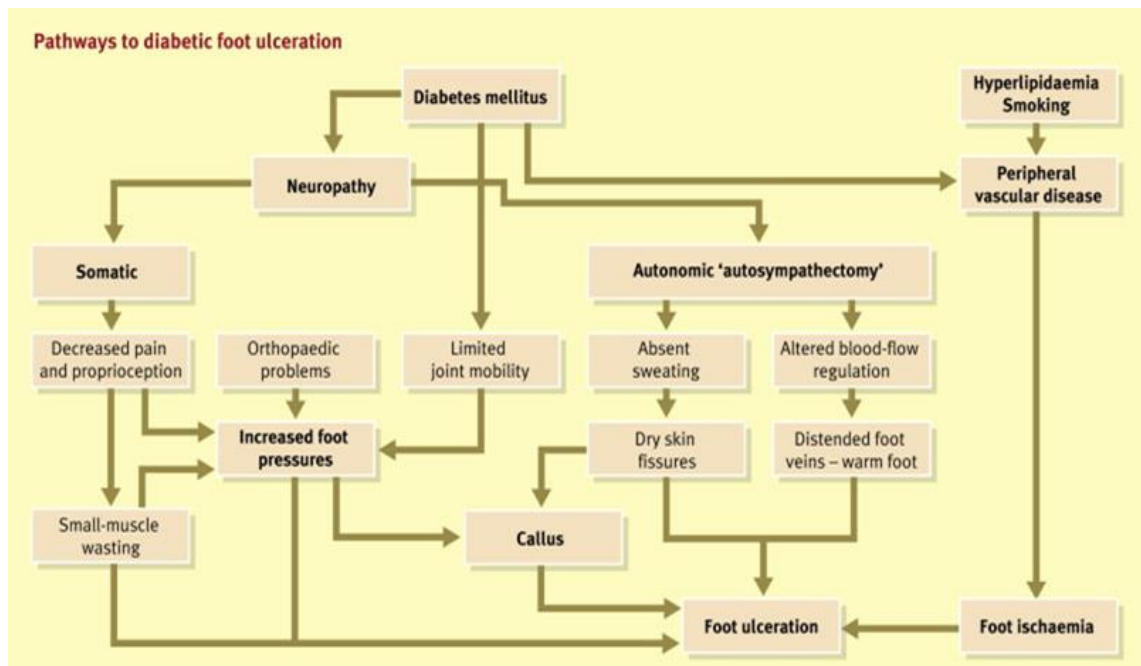 Pathways to diabetic foot ulceration
Diabetes mellitus
Hyperlipidaemia
Smoking
Neuropathy
Peripheral
vascular disease
Somatic
Autonomic ‘autosympathectomy’
Decreased pain
and proprioception
Orthopaedic
problems
Limited
joint mobility
Absent
sweating
Altered blood-flow
regulation
Increased foot
pressures
Dry skin
fissures
Distended foot
veins – warm foot
Small-muscle
wasting
Callus
Foot ulceration
Foot ischaemia